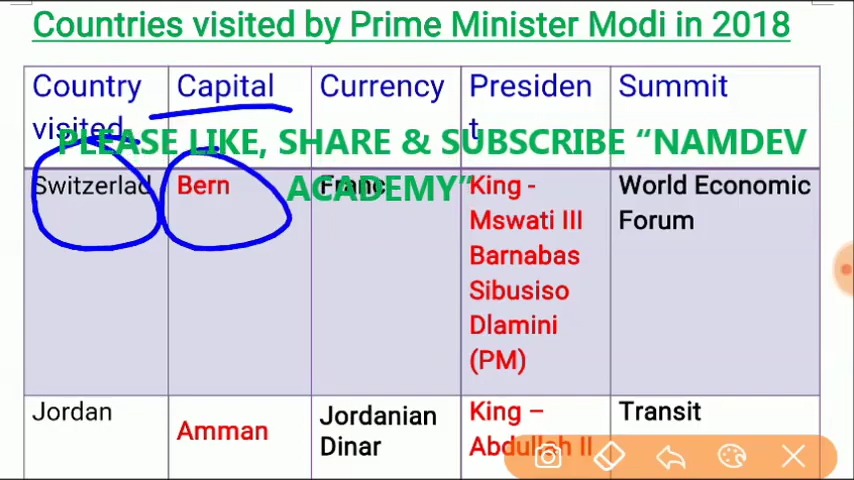 Countries visited by Prime Minister Modi in 2018
Country visited
Capital
Currency
Presiden
t
Summit
PLEASE LIKE, SHARE & SUBSCRIBE “NAMDEV
ACADEMY”
Switzerlad
Bern
Franc
King -
Mswati III
Barnabas
Sibusiso
Dlamini
(PM)
World Economic
Forum
Jordan
Amman
Jordanian
Dinar
King –
Abdullah II
Transit